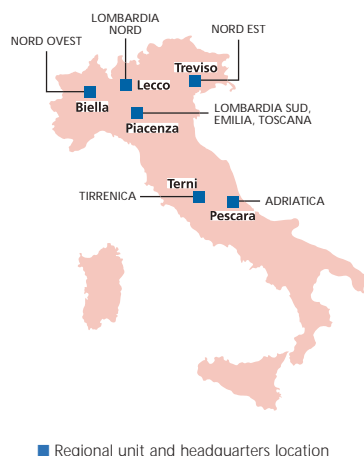 LOMBARDIA
NORD
NORD OVEST
NORD EST
Treviso
Lecco
Biella
LOMBARDIA SUD,
EMILIA, TOSCANA
Piacenza
Terni
TIRRENICA
ADRIATICA
Pescara
Regional unit and headquarters location